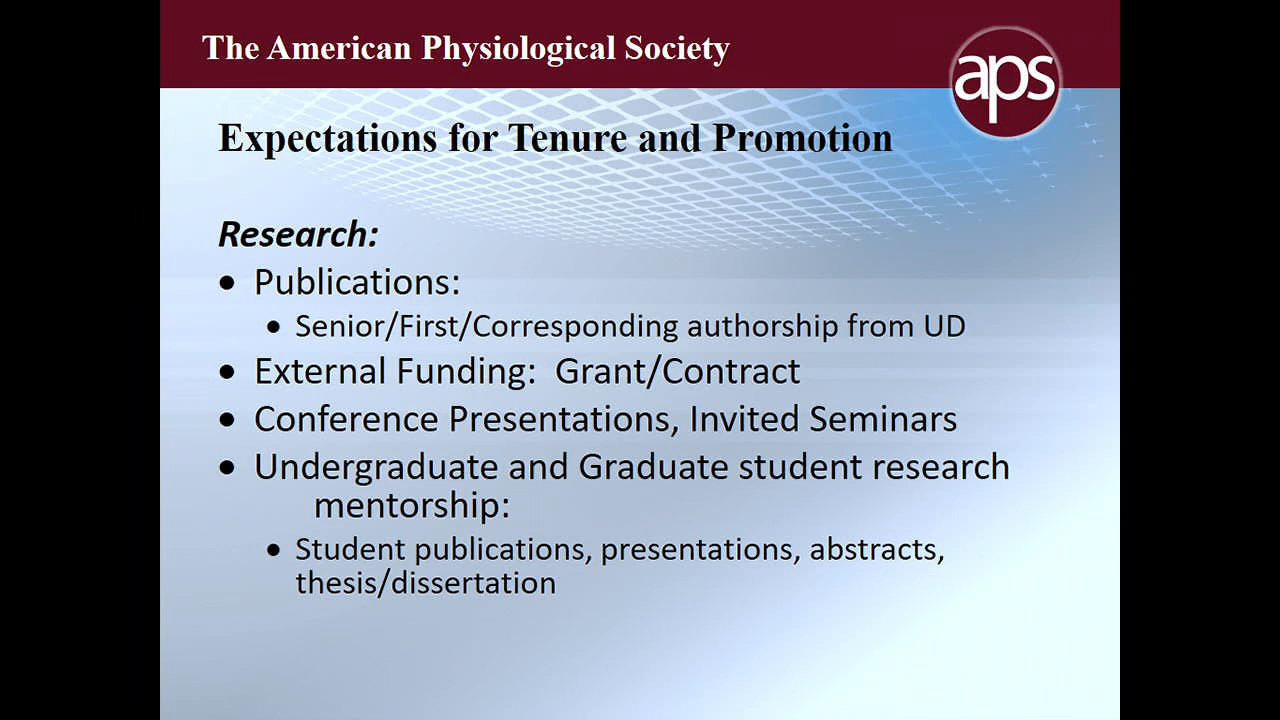 The American Physiological Society
aps
Expectations for Tenure and Promotion
Research:
• Publications:
• Senior/First/Corresponding authorship from UD
• External Funding:  Grant/Contract
• Conference Presentations, Invited Seminars
• Undergraduate and Graduate student research
mentorship:
• Student publications, presentations, abstracts,
thesis/dissertation